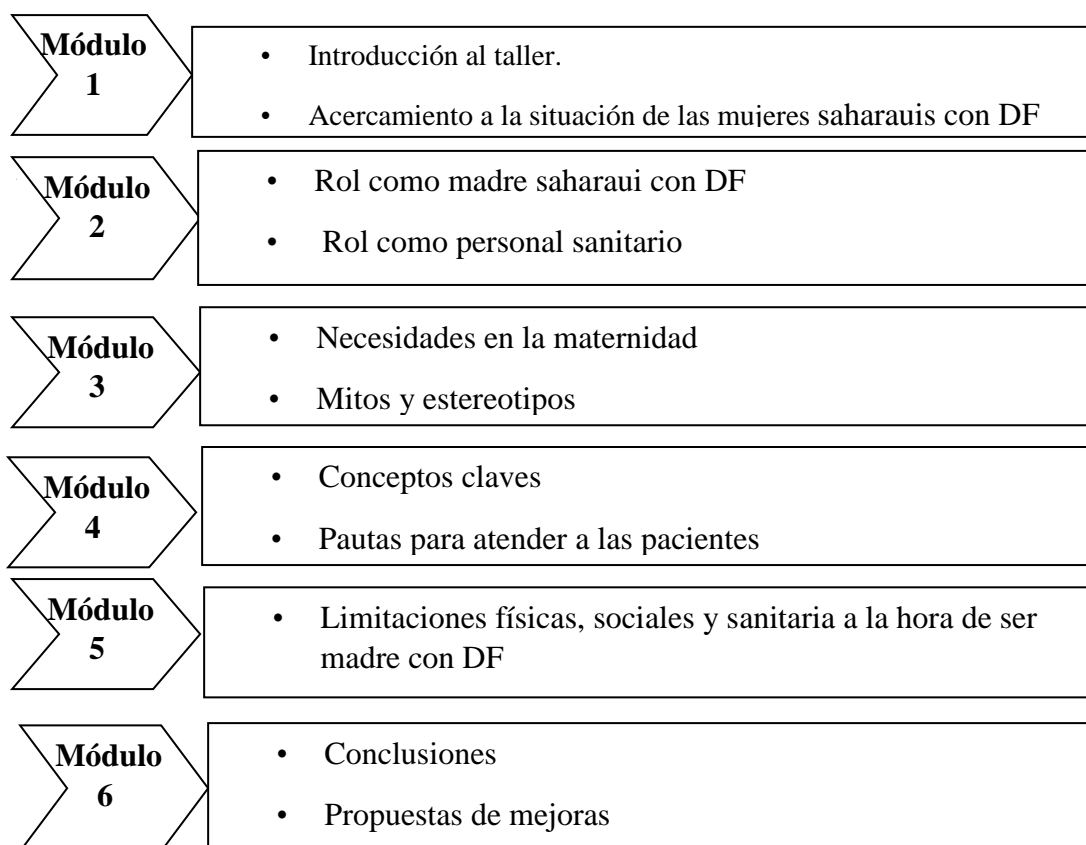 Módulo
1
• Introducción al taller.
• Acercamiento a la situación de las mujeres saharauis con DF
Módulo
2
• Rol como madre saharaui con DF
• Rol como personal sanitario
Módulo
3
• Necesidades en la maternidad
• Mitos y estereotipos
Módulo
4
• Conceptos claves
• Pautas para atender a las pacientes
Módulo
5
• Limitaciones físicas, sociales y sanitaria a la hora de ser
madre con DF
Módulo
6
• Conclusiones
• Propuestas de mejoras